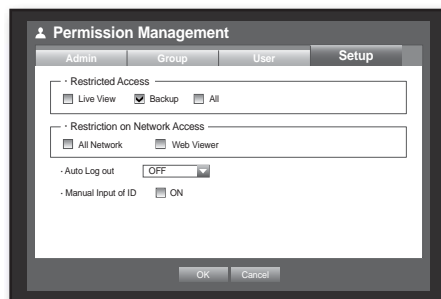 Permission Management
Admin Group User Setup
· Restricted Access
Live View Backup All
· Restriction on Network Access
All Network Web Viewer
· Auto Log out OFF
· Manual Input of ID ON
OK Cancel